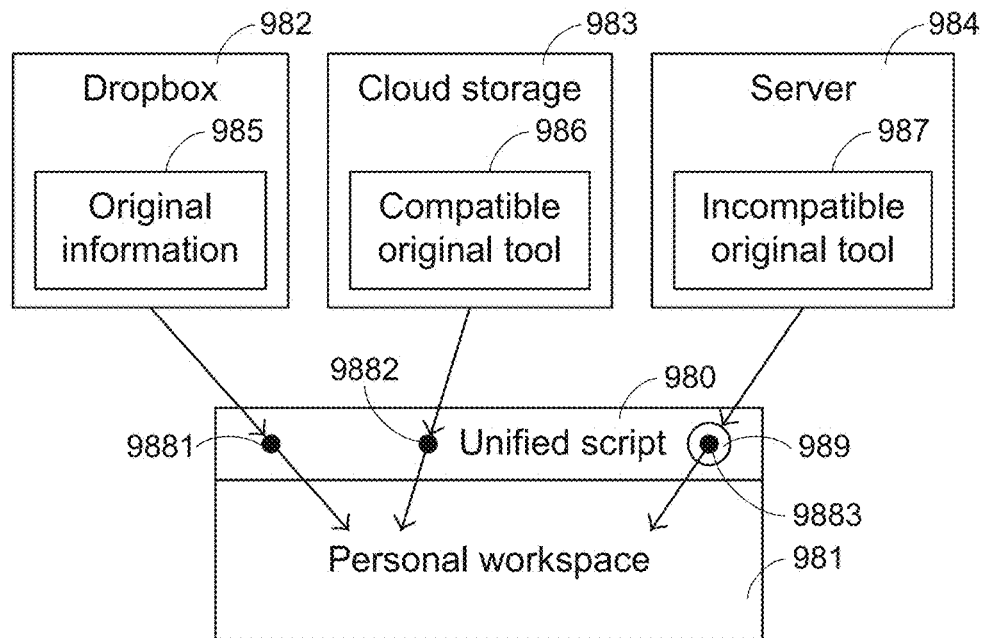 982
983
984
Dropbox
Cloud storage
Server
985
986
987
Original
information
Compatible
original tool
Incompatible
original tool
9882
980
9881
Unified script
989
9883
Personal workspace
981